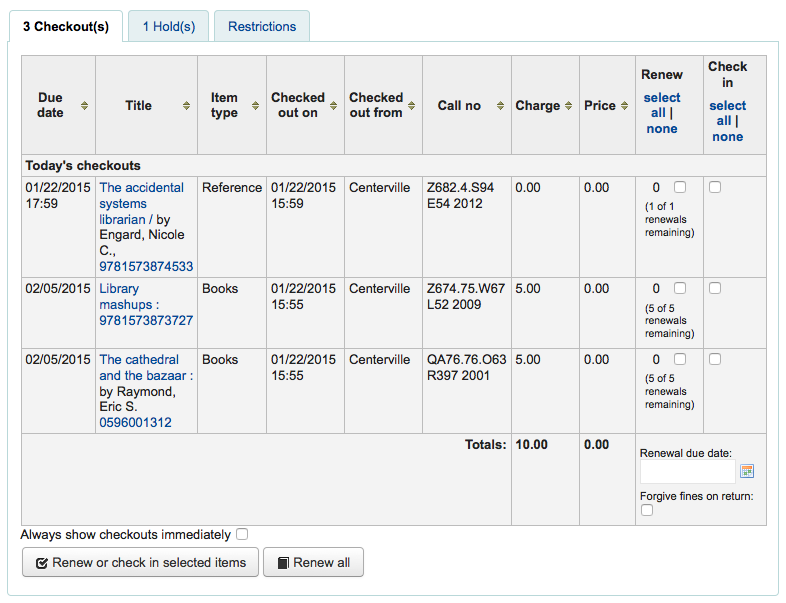 3 Checkout(s) 1 Hold(s) Restrictions
Due date Title Item type Checked out on Checked out from Call no Charge Price Renew select all | none Check in select all | none
Today's checkouts
01/22/2015 17:59 The accidental systems librarian / by Engard, Nicole C., 9781573874533 Reference 01/22/2015 15:59 Centerville Z682.4.S94 E54 2012 0.00 0.00 0 (1 of 1 renewals remaining)
02/05/2015 Library mashups : 9781573873727 Books 01/22/2015 15:55 Centerville Z674.75.W67 L52 2009 5.00 0.00 0 (5 of 5 renewals remaining)
02/05/2015 The cathedral and the bazaar : by Raymond, Eric S. 0596001312 Books 01/22/2015 15:55 Centerville QA76.76.O63 R397 2001 5.00 0.00 0 (5 of 5 renewals remaining)
Totals: 10.00 0.00
Renewal due date:
Forgive fines on return:
Always show checkouts immediately
Renew or check in selected items Renew all